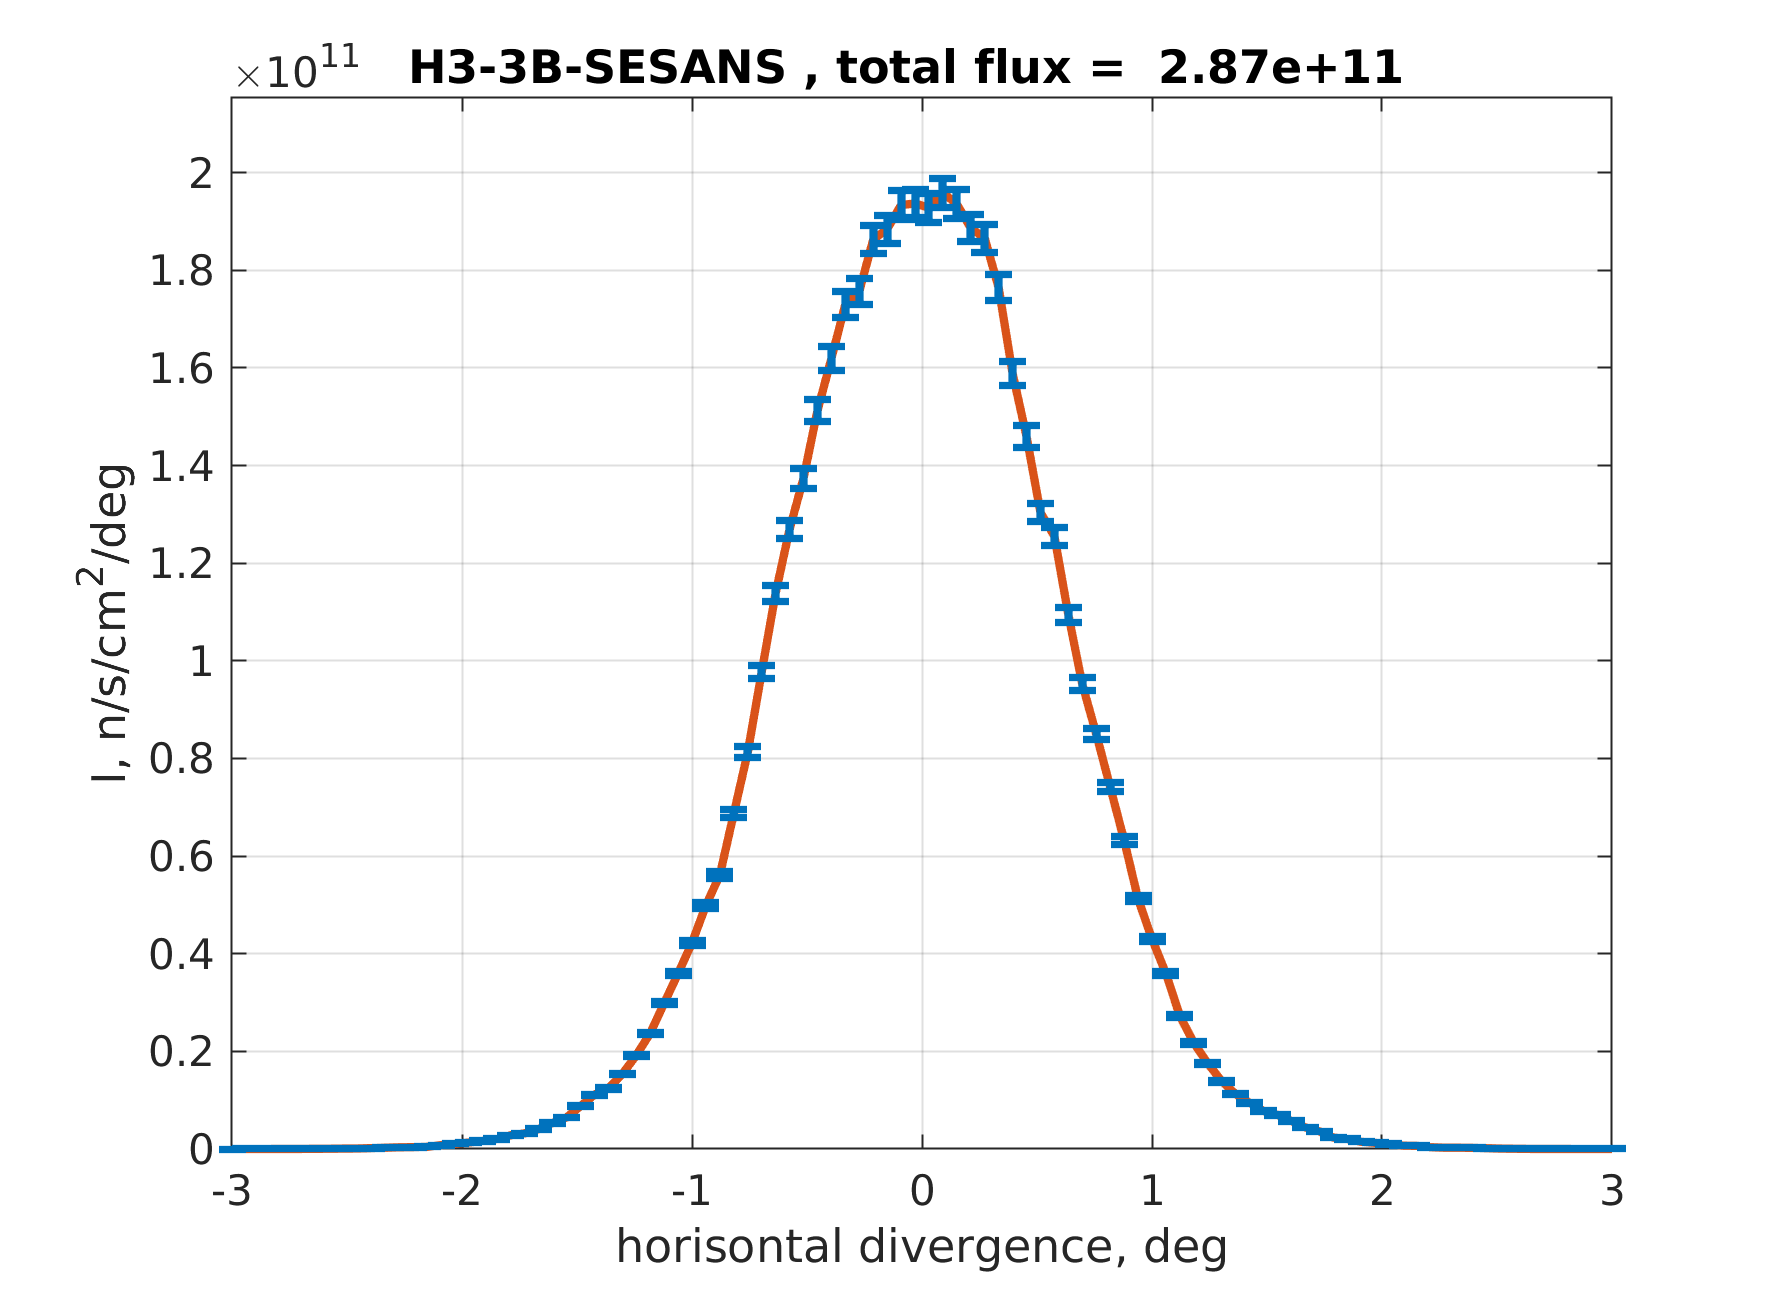 ×10^11 H3-3B-SESANS , total flux = 2.87e+11
2
1.8
1.6
1.4
1.2
1
0.8
0.6
0.4
0.2
0
I, n/s/cm^2/deg
-3 -2 -1 0 1 2 3
horisontal divergence, deg